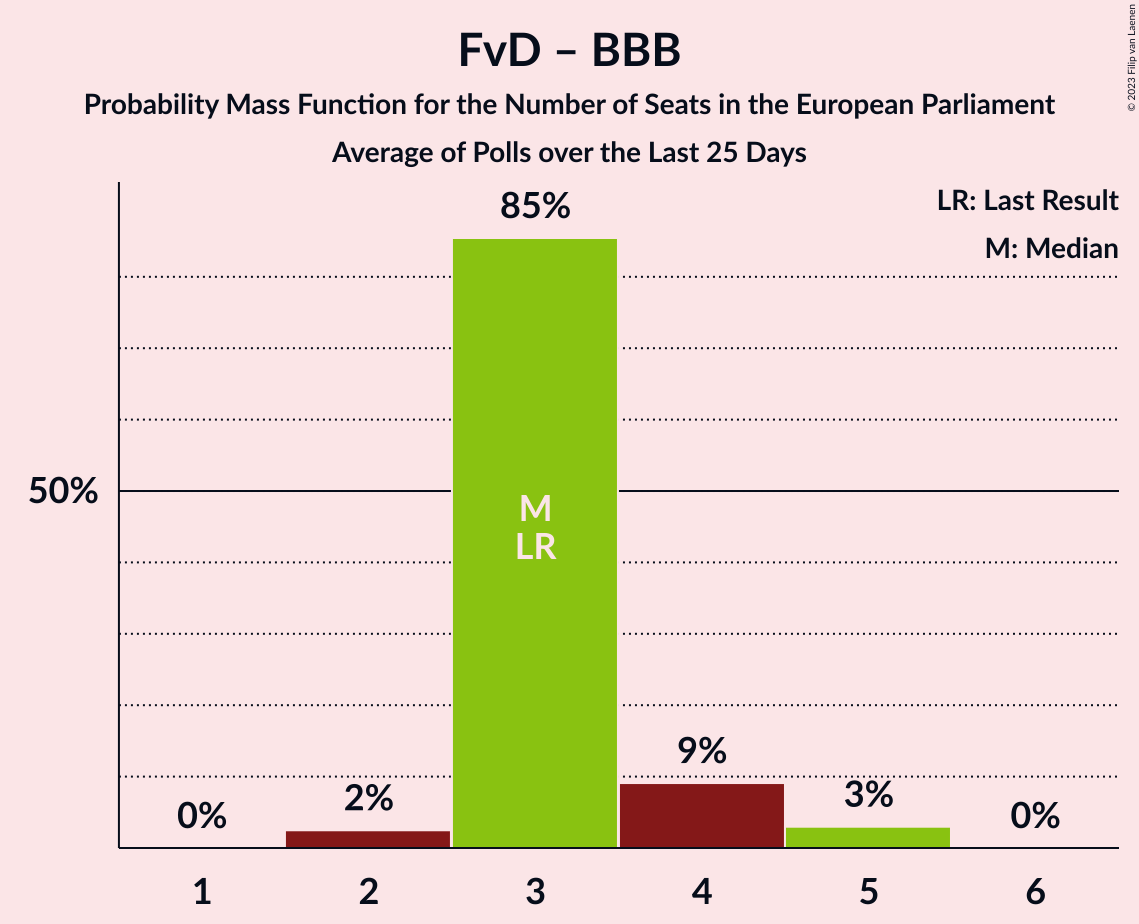 FvD – BBB
Probability Mass Function for the Number of Seats in the European Parliament
Average of Polls over the Last 25 Days
© 2023 Filip van Laenen
LR: Last Result
M: Median
85%
50%
M
LR
9%
3%
2%
0%
0%
1 2 3 4 5 6